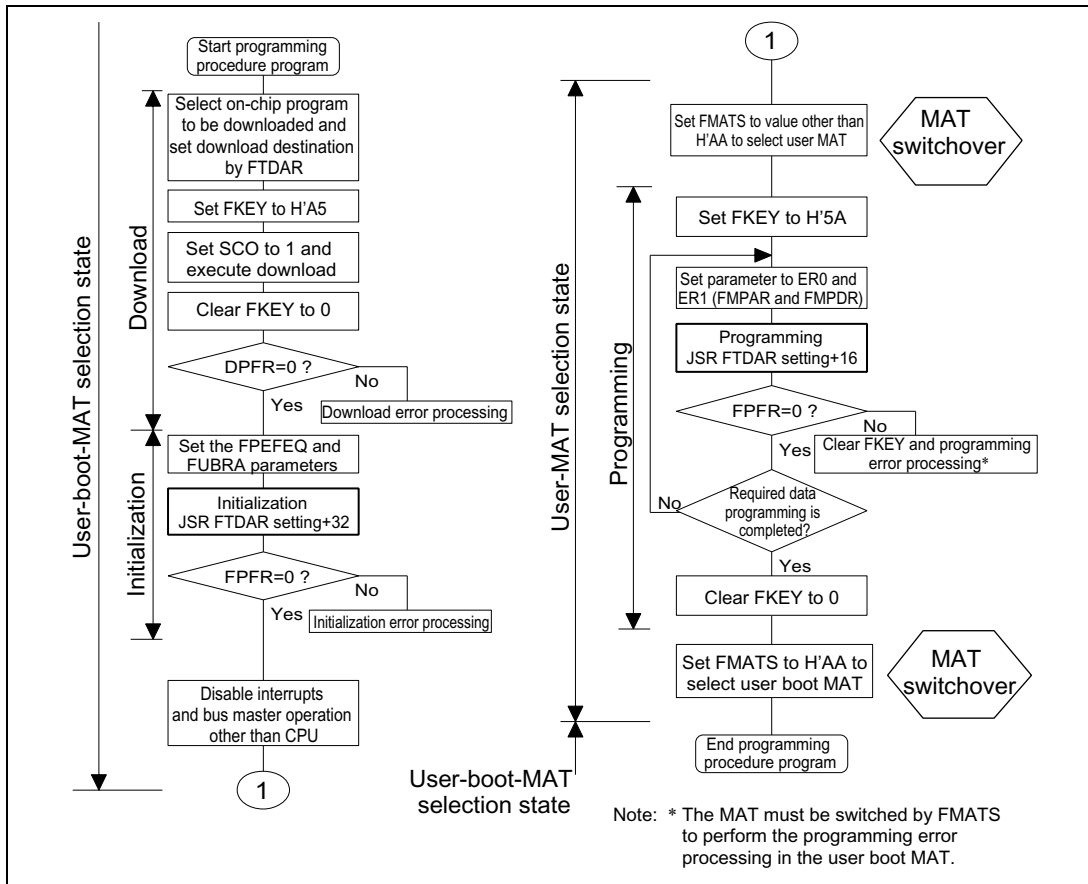 Start programming
procedure program
Select on-chip program
to be downloaded and
set download destination
by FTDAR
Set FKEY to H'A5
Set SCO to 1 and
execute download
Clear FKEY to 0
DPFR=0 ?
No
Yes
Download error processing
Set the FPEFEQ and
FUBRA parameters
Initialization
JSR FTDAR setting+32
FPFR=0 ?
No
Yes
Initialization error processing
Disable interrupts
and bus master operation
other than CPU
1
User-boot-MAT selection state
Download
Initialization
1
Set FMATS to value other than
H'AA to select user MAT
MAT
switchover
Set FKEY to H'5A
Set parameter to ER0 and
ER1 (FMPAR and FMPDR)
Programming
JSR FTDAR setting+16
FPFR=0 ?
No
Yes
Clear FKEY and programming
error processing*
No
Required data
programming is
completed?
Yes
Clear FKEY to 0
Set FMATS to H'AA to
select user boot MAT
MAT
switchover
End programming
procedure program
User-MAT selection state
Programming
User-boot-MAT
selection state
Note: * The MAT must be switched by FMATS
to perform the programming error
processing in the user boot MAT.